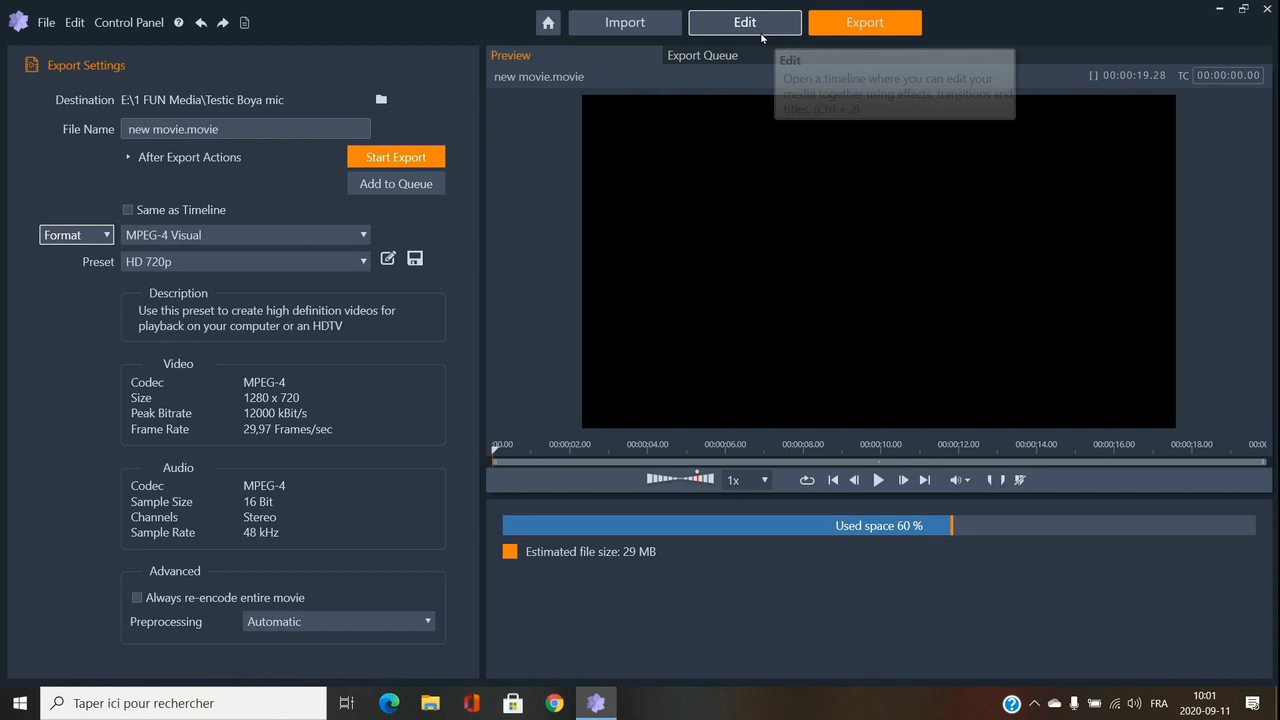 File Edit Control Panel ?
Import Edit Export
Export Settings
Destination E:\1 FUN Media\Testic Boya mic
File Name new movie.movie
After Export Actions
Start Export
Add to Queue
Same as Timeline
Format MPEG-4 Visual
Preset HD 720p
Description
Use this preset to create high definition videos for
playback on your computer or an HDTV
Video
Codec MPEG-4
Size 1280 x 720
Peak Bitrate 12000 kBit/s
Frame Rate 29,97 Frames/sec
Audio
Codec MPEG-4
Sample Size 16 Bit
Channels Stereo
Sample Rate 48 kHz
Advanced
Always re-encode entire movie
Preprocessing Automatic
Preview Export Queue
new movie.movie [] 00:00:19.28 TC 00:00:00.00
Edit
Open a timeline where you can edit your
media together using effects, transitions and
titles. (Ctrl + 2)
:00.00 00:00:02.00 00:00:04.00 00:00:06.00 00:00:08.00 00:00:10.00 00:00:12.00 00:00:14.00 00:00:16.00 00:00:18.00 00:0
1x
Used space 60 %
Estimated file size: 29 MB
Taper ici pour rechercher
FRA
10:01
2020-09-11